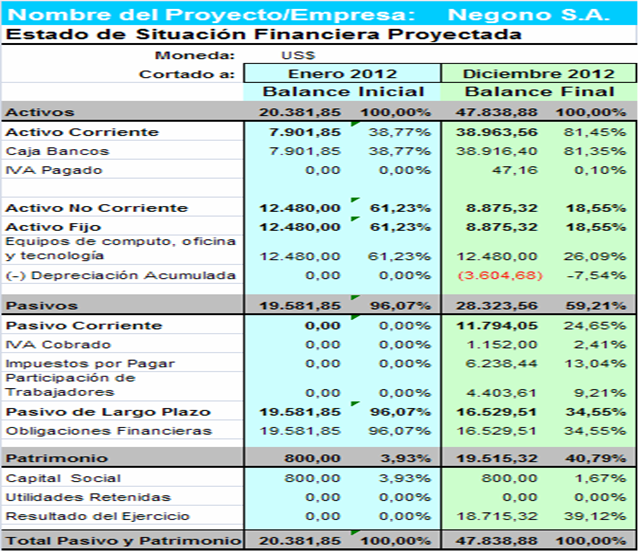 Nombre del Proyecto/Empresa: Negono S.A.
Estado de Situación Financiera Proyectada
Moneda: US$
Cortado a: Enero 2012 Diciembre 2012
Balance Inicial Balance Final
Activos 20.381,85 100,00% 47.838,88 100,00%
Activo Corriente 7.901,85 38,77% 38.963,56 81,45%
Caja Bancos 7.901,85 38,77% 38.916,40 81,35%
IVA Pagado 0,00 0,00% 47,16 0,10%
Activo No Corriente 12.480,00 61,23% 8.875,32 18,55%
Activo Fijo 12.480,00 61,23% 8.875,32 18,55%
Equipos de computo, oficina
y tecnología 12.480,00 61,23% 12.480,00 26,09%
(-) Depreciación Acumulada 0,00 0,00% (3.604,68) -7,54%
Pasivos 19.581,85 96,07% 28.323,56 59,21%
Pasivo Corriente 0,00 0,00% 11.794,05 24,65%
IVA Cobrado 0,00 0,00% 1.152,00 2,41%
Impuestos por Pagar 0,00 0,00% 6.238,44 13,04%
Participación de
Trabajadores 0,00 0,00% 4.403,61 9,21%
Pasivo de Largo Plazo 19.581,85 96,07% 16.529,51 34,55%
Obligaciones Financieras 19.581,85 96,07% 16.529,51 34,55%
Patrimonio 800,00 3,93% 19.515,32 40,79%
Capital Social 800,00 3,93% 800,00 1,67%
Utilidades Retenidas 0,00 0,00% 0,00 0,00%
Resultado del Ejercicio 0,00 0,00% 18.715,32 39,12%
Total Pasivo y Patrimonio 20.381,85 100,00% 47.838,88 100,00%